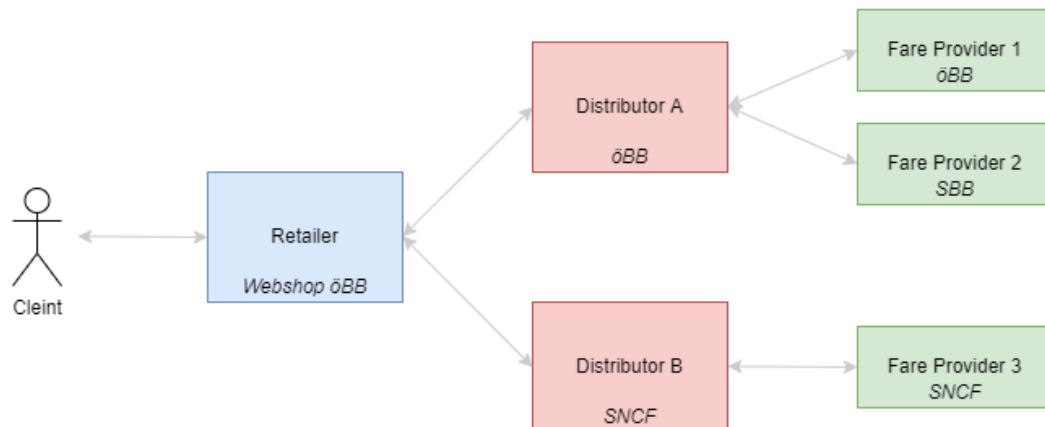 Cleint
Retailer
Webshop öBB
Distributor A
öBB
Distributor B
SNCF
Fare Provider 1
öBB
Fare Provider 2
SBB
Fare Provider 3
SNCF